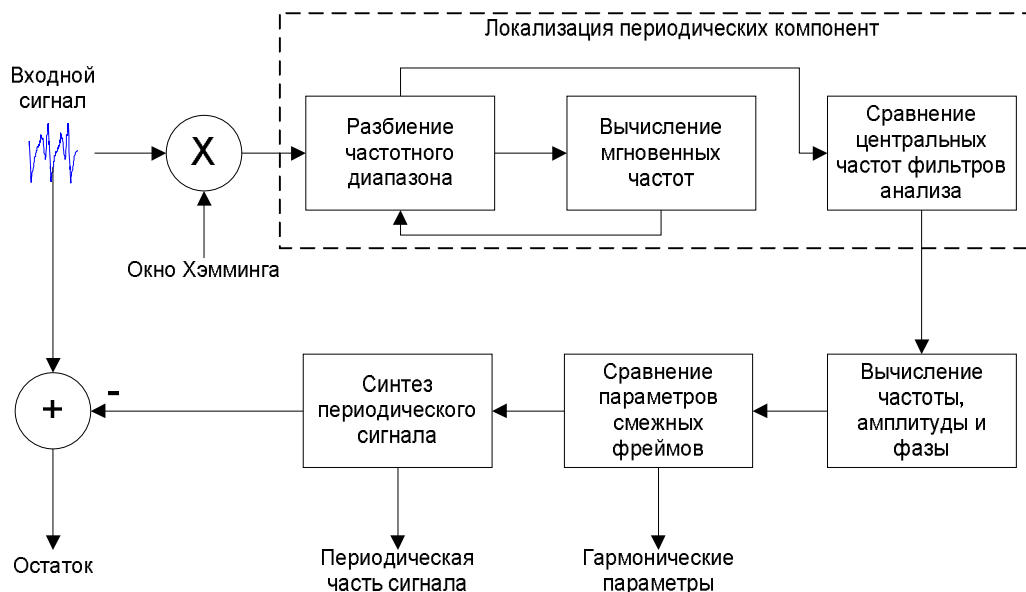 Локализация периодических компонент
Входной
сигнал
X
Разбиение
частотного
диапазона
Вычисление
мгновенных
частот
Сравнение
центральных
частот фильтров
анализа
Окно Хэмминга
+
-
Синтез
периодического
сигнала
Сравнение
параметров
смежных
фреймов
Вычисление
частоты,
амплитуды и
фазы
Остаток
Периодическая
часть сигнала
Гармонические
параметры